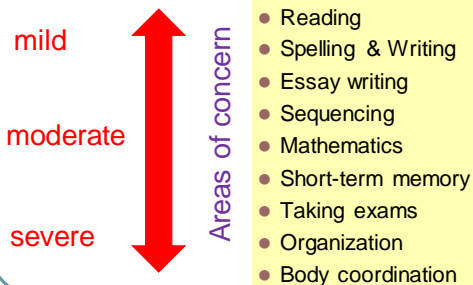 mild
moderate
severe
Areas of concern
Reading
Spelling & Writing
Essay writing
Sequencing
Mathematics
Short-term memory
Taking exams
Organization
Body coordination